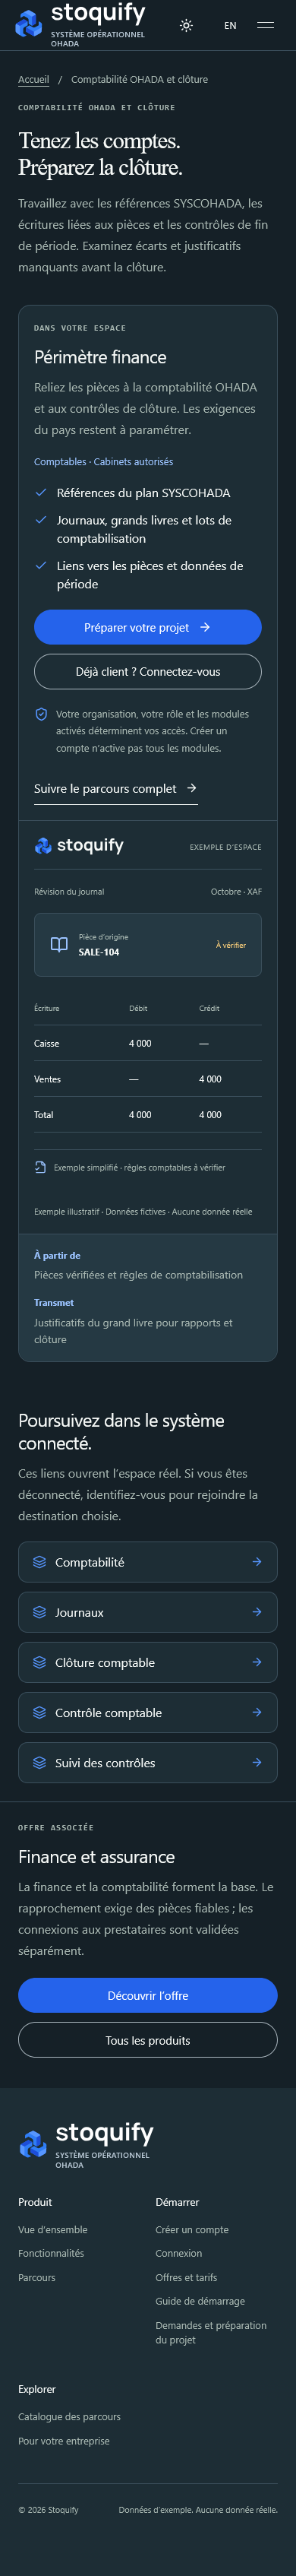 stoquify
SYSTÈME OPÉRATIONNEL
OHADA
EN
Accueil / Comptabilité OHADA et clôture
COMPTABILITÉ OHADA ET CLÔTURE
Tenez les comptes.
Préparez la clôture.
Travaillez avec les références SYSCOHADA, les
écritures liées aux pièces et les contrôles de fin
de période. Examinez écarts et justificatifs
manquants avant la clôture.
DANS VOTRE ESPACE
Périmètre finance
Reliez les pièces à la comptabilité OHADA
et aux contrôles de clôture. Les exigences
du pays restent à paramétrer.
Comptables · Cabinets autorisés
Références du plan SYSCOHADA
Journaux, grands livres et lots de
comptabilisation
Liens vers les pièces et données de
période
Préparer votre projet
Déjà client ? Connectez-vous
Votre organisation, votre rôle et les modules
activés déterminent vos accès. Créer un
compte n'active pas tous les modules.
Suivre le parcours complet
stoquify
EXEMPLE D'ESPACE
Révision du journal
Octobre · XAF
Pièce d'origine
SALE-104
À vérifier
Écriture Débit Crédit
Caisse 4 000 —
Ventes — 4 000
Total 4 000 4 000
Exemple simplifié · règles comptables à vérifier
Exemple illustratif · Données fictives · Aucune donnée réelle
À partir de
Pièces vérifiées et règles de comptabilisation
Transmet
Justificatifs du grand livre pour rapports et
clôture
Poursuivez dans le système
connecté.
Ces liens ouvrent l'espace réel. Si vous êtes
déconnecté, identifiez-vous pour rejoindre la
destination choisie.
Comptabilité
Journaux
Clôture comptable
Contrôle comptable
Suivi des contrôles
OFFRE ASSOCIÉE
Finance et assurance
La finance et la comptabilité forment la base. Le
rapprochement exige des pièces fiables ; les
connexions aux prestataires sont validées
séparément.
Découvrir l'offre
Tous les produits
stoquify
SYSTÈME OPÉRATIONNEL
OHADA
Produit
Vue d'ensemble
Fonctionnalités
Parcours
Démarrer
Créer un compte
Connexion
Offres et tarifs
Guide de démarrage
Demandes et préparation
du projet
Explorer
Catalogue des parcours
Pour votre entreprise
© 2026 Stoquify
Données d'exemple. Aucune donnée réelle.